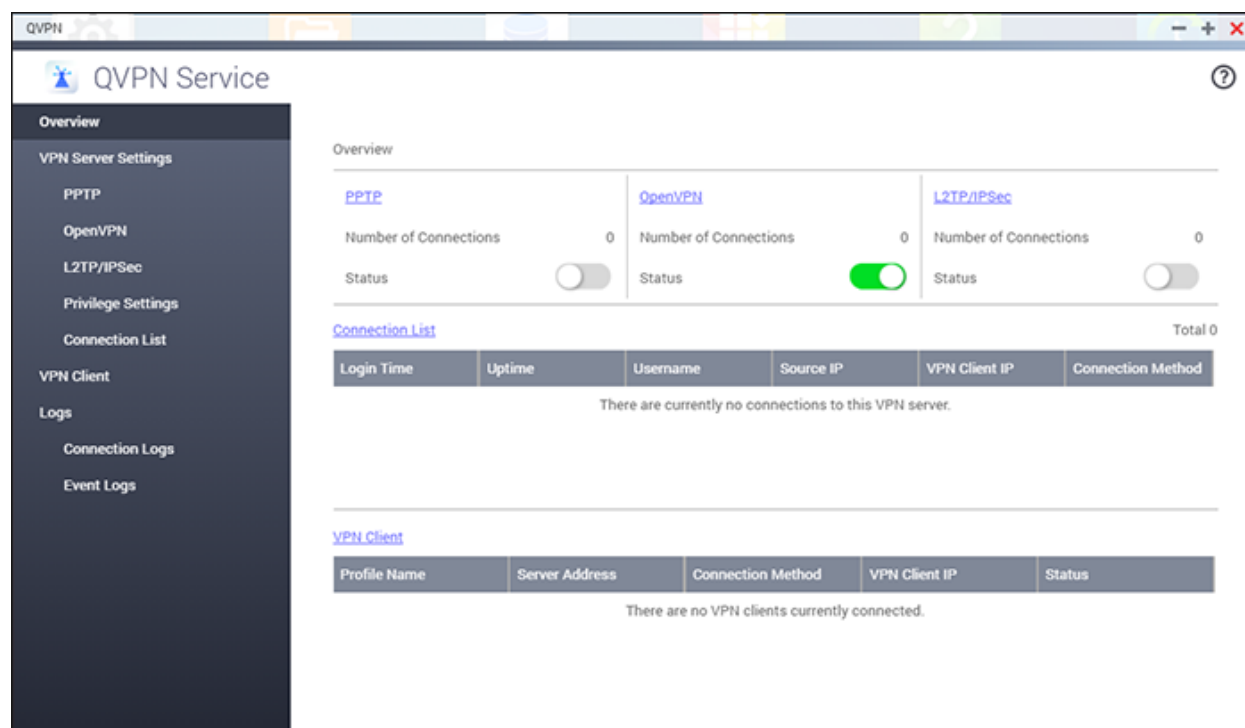 QVPN
QVPN Service
Overview
VPN Server Settings
PPTP
OpenVPN
L2TP/IPSec
Privilege Settings
Connection List
VPN Client
Logs
Connection Logs
Event Logs
Overview
PPTP OpenVPN L2TP/IPSec
Number of Connections 0 Number of Connections 0 Number of Connections 0
Status Status Status
Connection List Total 0
Login Time Uptime Username Source IP VPN Client IP Connection Method
There are currently no connections to this VPN server.
VPN Client
Profile Name Server Address Connection Method VPN Client IP Status
There are no VPN clients currently connected.